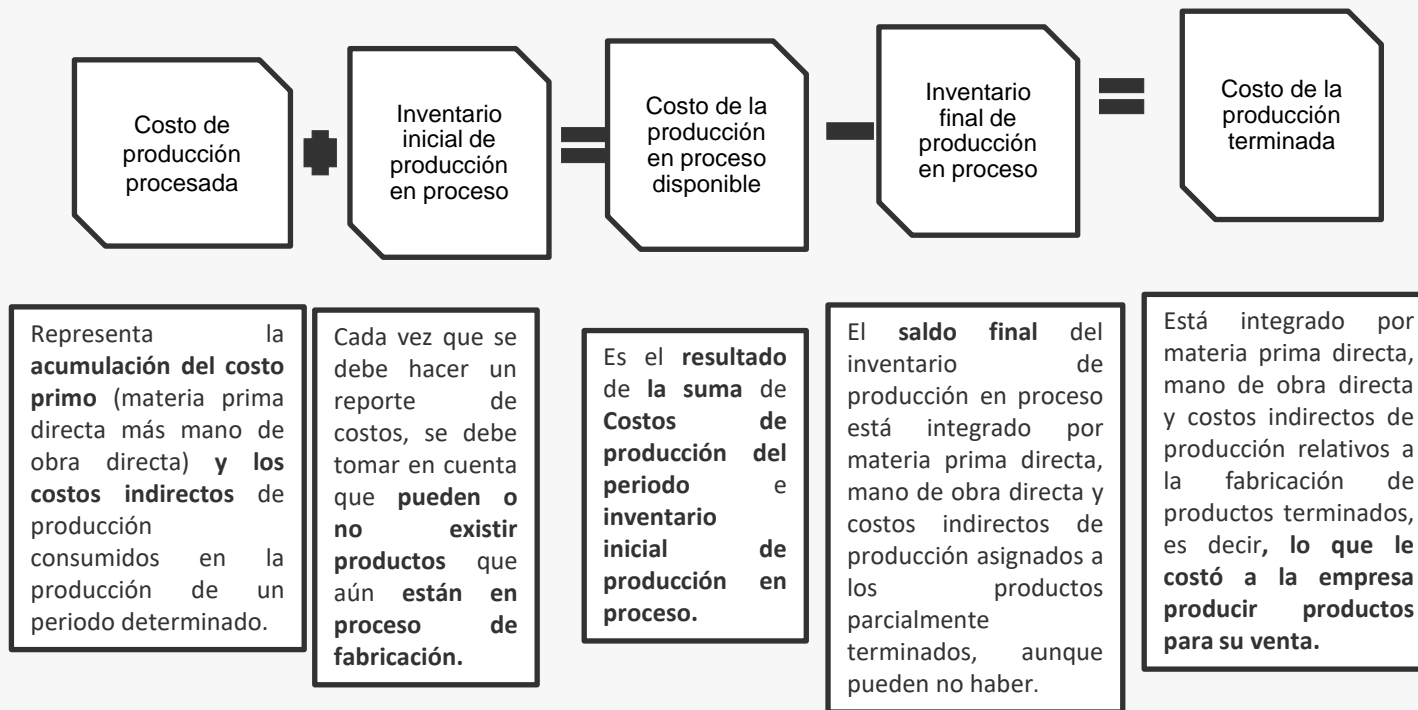 Costo de
producción
procesada
+
Inventario
inicial de
producción
en proceso
=
Costo de la
producción
en proceso
disponible
−
Inventario
final de
producción
en proceso
=
Costo de la
producción
terminada
Representa la
acumulación del costo
primo (materia prima
directa más mano de
obra directa) y los
costos indirectos de
producción
consumidos en la
producción de un
periodo determinado.
Cada vez que se
debe hacer un
reporte de
costos, se debe
tomar en cuenta
que pueden o
no existir
productos que
aún están en
proceso de
fabricación.
Es el resultado
de la suma de
Costos de
producción del
periodo e
inventario
inicial de
producción en
proceso.
El saldo final del
inventario de
producción en proceso
está integrado por
materia prima directa,
mano de obra directa y
costos indirectos de
producción asignados a
los productos
parcialmente
terminados, aunque
pueden no haber.
Está integrado por
materia prima directa,
mano de obra directa
y costos indirectos de
producción relativos a
la fabricación de
productos terminados,
es decir, lo que le
costó a la empresa
producir productos
para su venta.